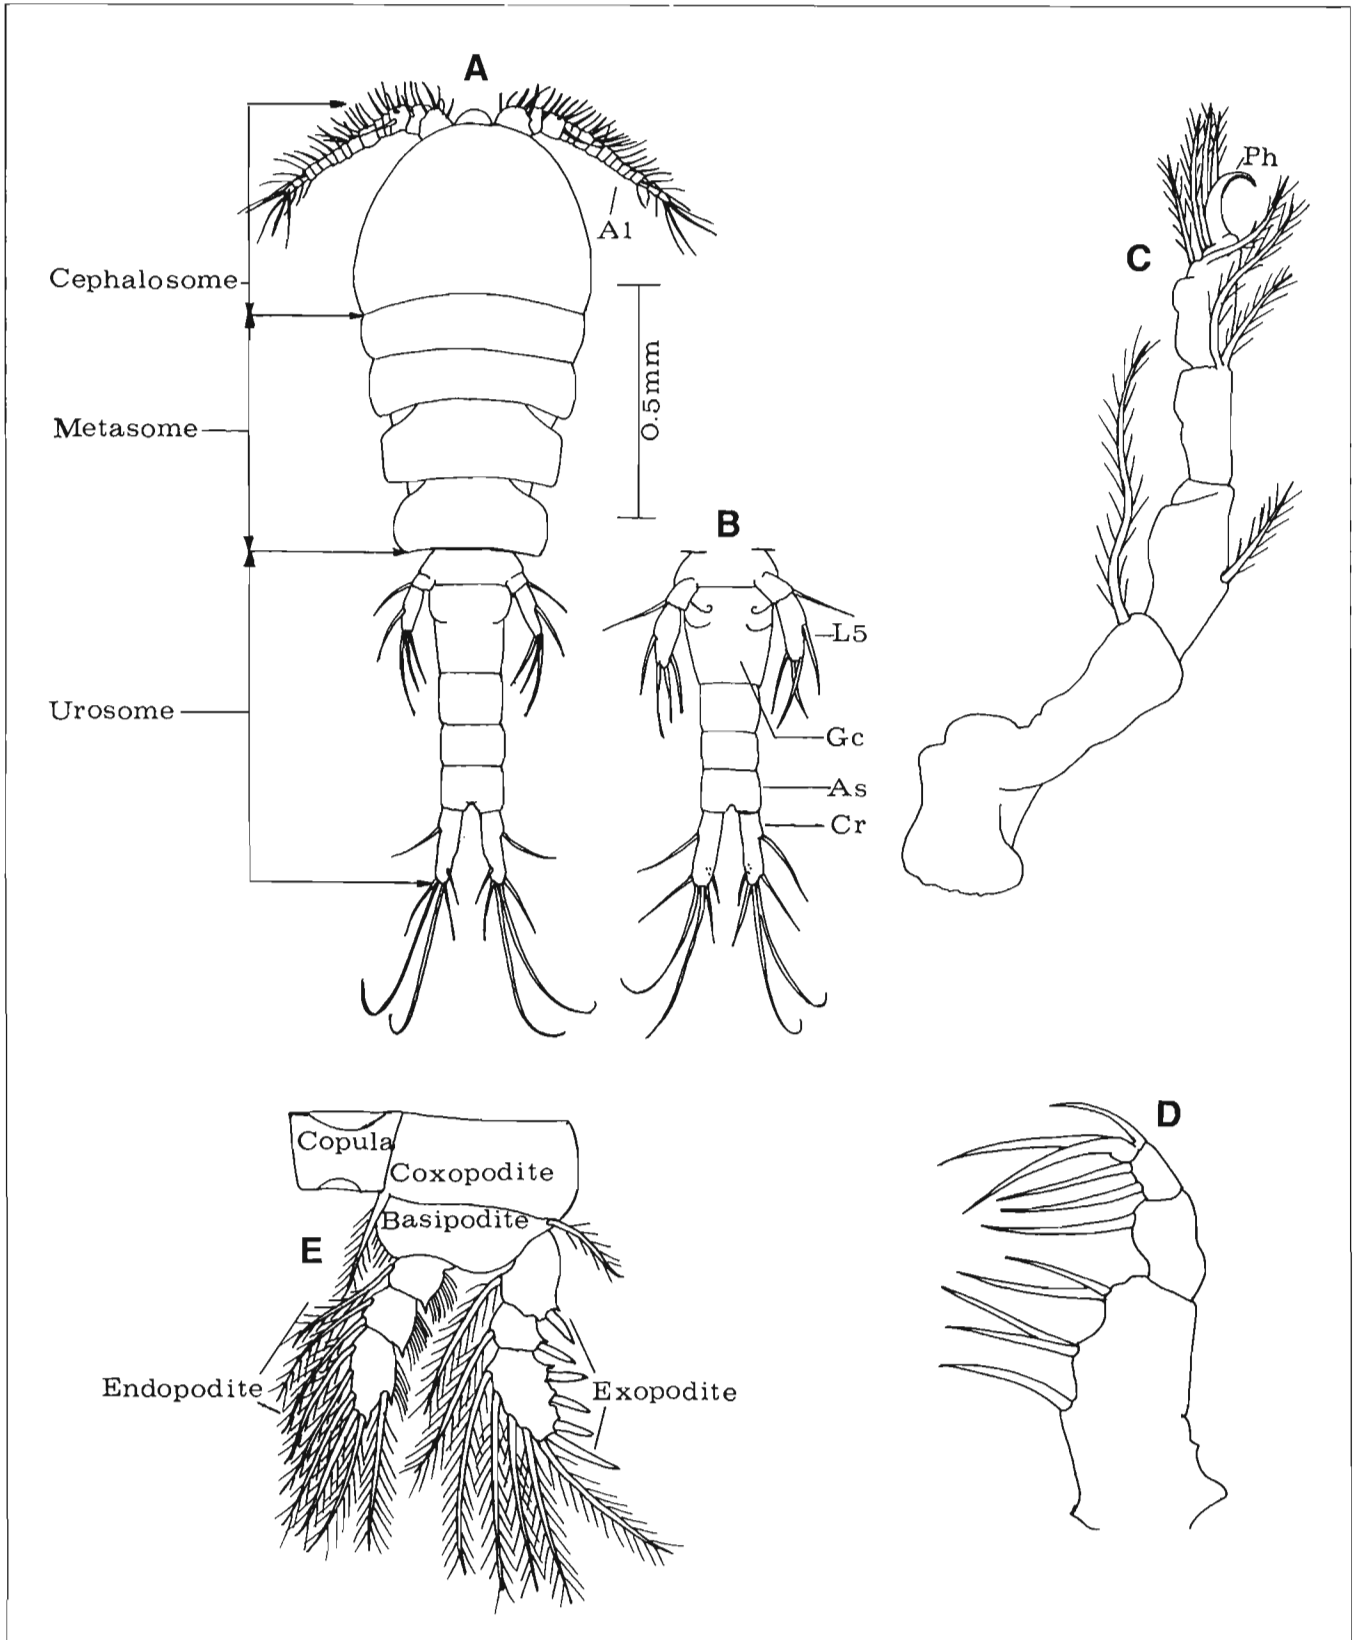 A
A1
Cephalosome
0.5mm
Metasome
Urosome
B
L5
Gc
As
Cr
C
Ph
D
Copula
Coxopodite
Basipodite
E
Endopodite
Exopodite